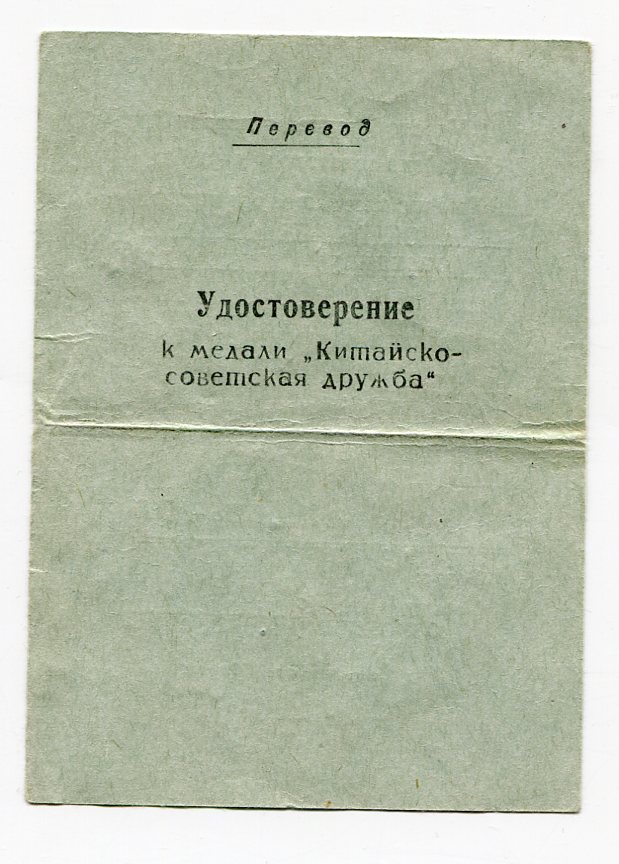 Перевод
Удостоверение
к медали „Китайско-
советская дружба“